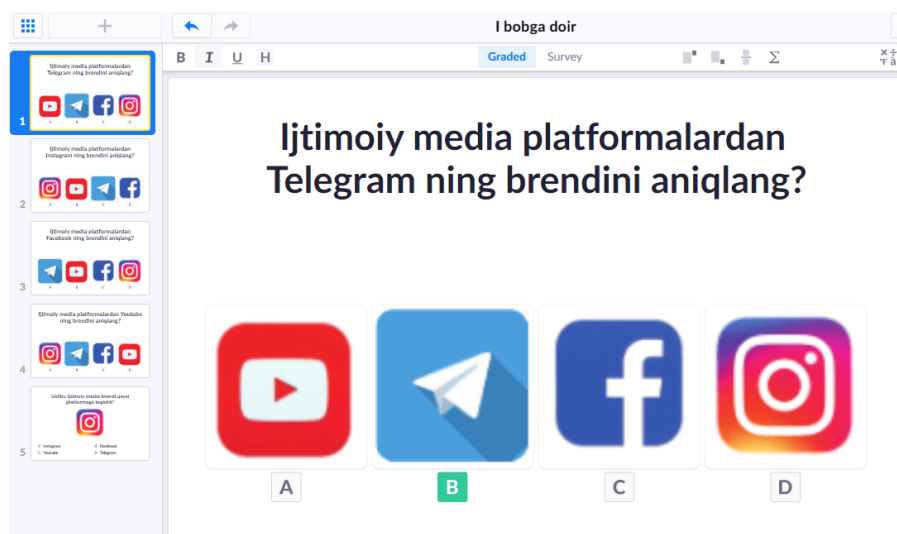 I bobga doir
B I U H
Graded Survey
Ijtimoiy media platformalardan
Telegram ning brendini aniqlang?
A B C D
1
Ijtimoiy media platformalardan
Telegram ning brendini aniqlang?
2
Ijtimoiy media platformalardan
Instagram ning brendini aniqlang?
3
Ijtimoiy media platformalardan
Facebook ning brendini aniqlang?
4
Ijtimoiy media platformalardan Youtube
ning brendini aniqlang?
5
Ushbu Ijtimoiy media brendi qaysi
platformaga tegishli?
Instagram Facebook
Youtube Telegram